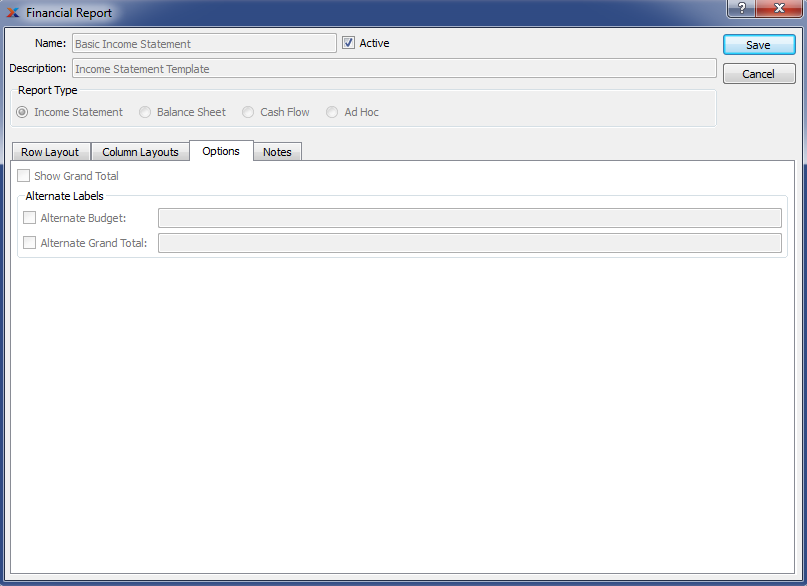 Financial Report
?
Name: Basic Income Statement Active Save
Description: Income Statement Template Cancel
Report Type
Income Statement Balance Sheet Cash Flow Ad Hoc
Row Layout Column Layouts Options Notes
Show Grand Total
Alternate Labels
Alternate Budget:
Alternate Grand Total: